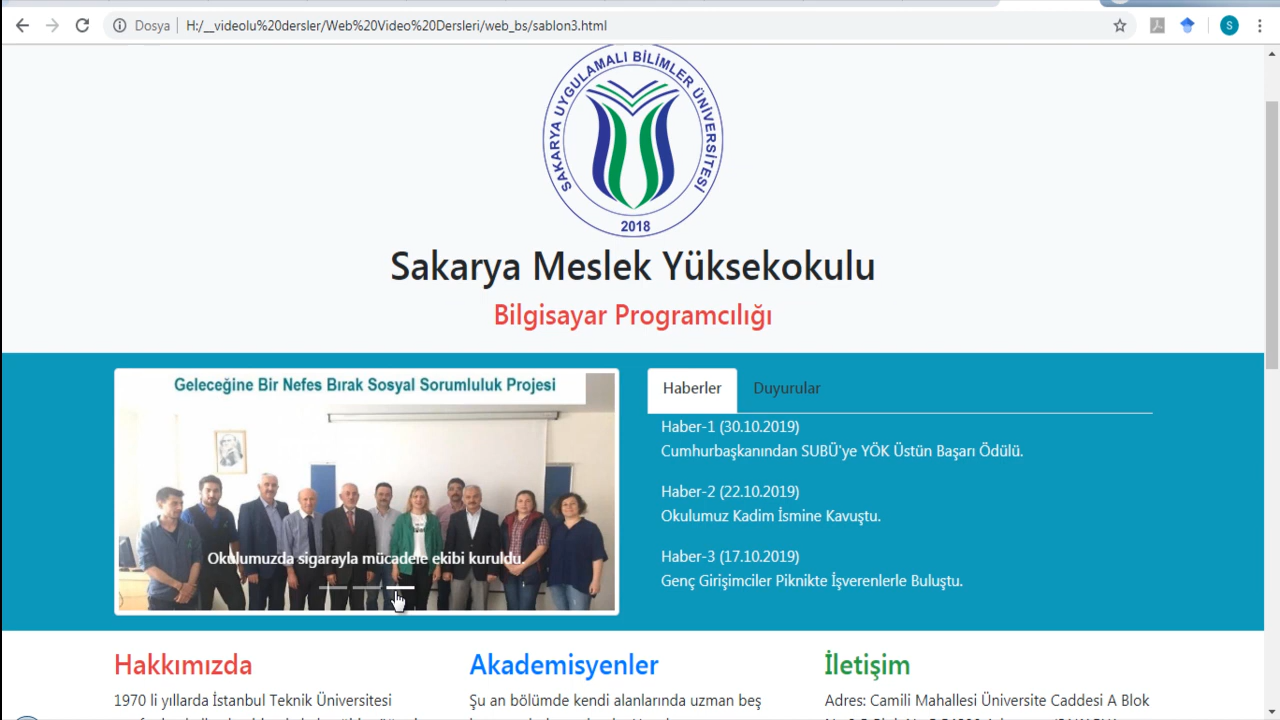 Dosya
H:/__videolu%20dersler/Web%20Video%20Dersleri/web_bs/sablon3.html
S
SAKARYA UYGULAMALI BİLİMLER ÜNİVERSİTESİ
2018
Sakarya Meslek Yüksekokulu
Bilgisayar Programcılığı
Geleceğine Bir Nefes Bırak Sosyal Sorumluluk Projesi
Okulumuzda sigarayla mücadele ekibi kuruldu.
Haberler
Duyurular
Haber-1 (30.10.2019)
Cumhurbaşkanından SUBÜ'ye YÖK Üstün Başarı Ödülü.
Haber-2 (22.10.2019)
Okulumuz Kadim İsmine Kavuştu.
Haber-3 (17.10.2019)
Genç Girişimciler Piknikte İşverenlerle Buluştu.
Hakkımızda
1970 li yıllarda İstanbul Teknik Üniversitesi
Akademisyenler
Şu an bölümde kendi alanlarında uzman beş
İletişim
Adres: Camili Mahallesi Üniversite Caddesi A Blok